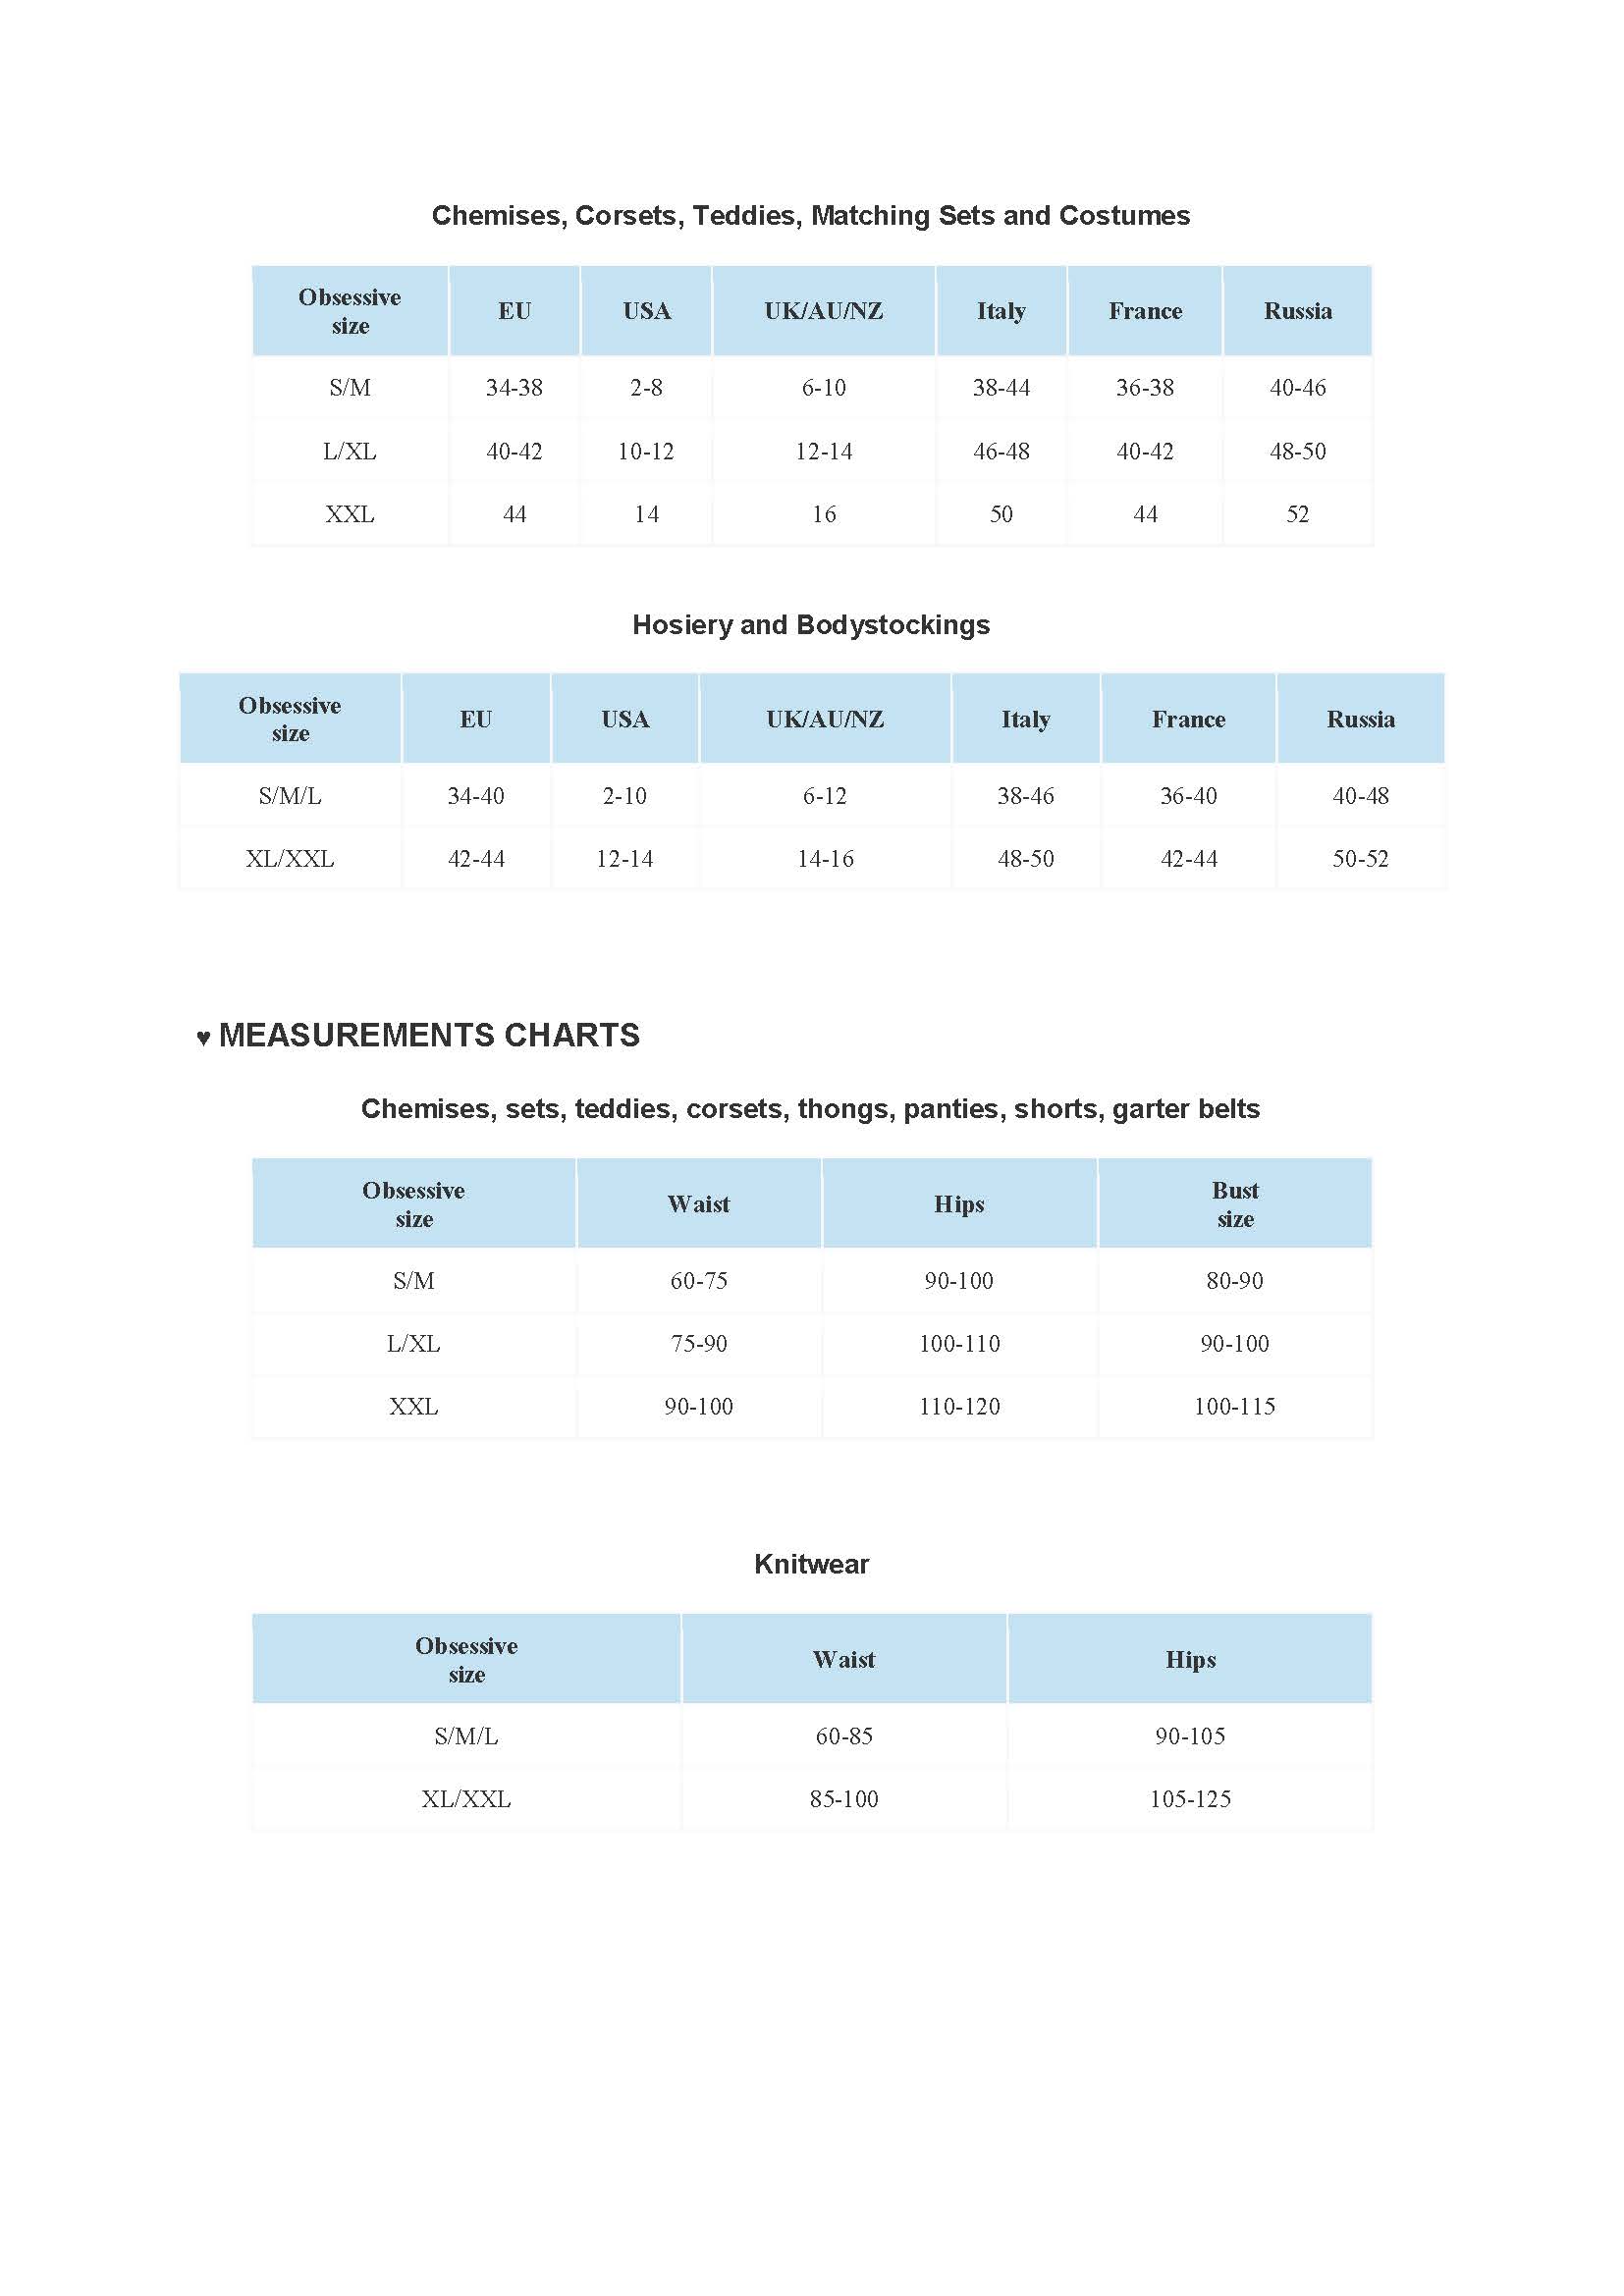 Chemises, Corsets, Teddies, Matching Sets and Costumes
Obsessive size EU USA UK/AU/NZ Italy France Russia
S/M 34-38 2-8 6-10 38-44 36-38 40-46
L/XL 40-42 10-12 12-14 46-48 40-42 48-50
XXL 44 14 16 50 44 52
Hosiery and Bodystockings
Obsessive size EU USA UK/AU/NZ Italy France Russia
S/M/L 34-40 2-10 6-12 38-46 36-40 40-48
XL/XXL 42-44 12-14 14-16 48-50 42-44 50-52
♥ MEASUREMENTS CHARTS
Chemises, sets, teddies, corsets, thongs, panties, shorts, garter belts
Obsessive size Waist Hips Bust size
S/M 60-75 90-100 80-90
L/XL 75-90 100-110 90-100
XXL 90-100 110-120 100-115
Knitwear
Obsessive size Waist Hips
S/M/L 60-85 90-105
XL/XXL 85-100 105-125